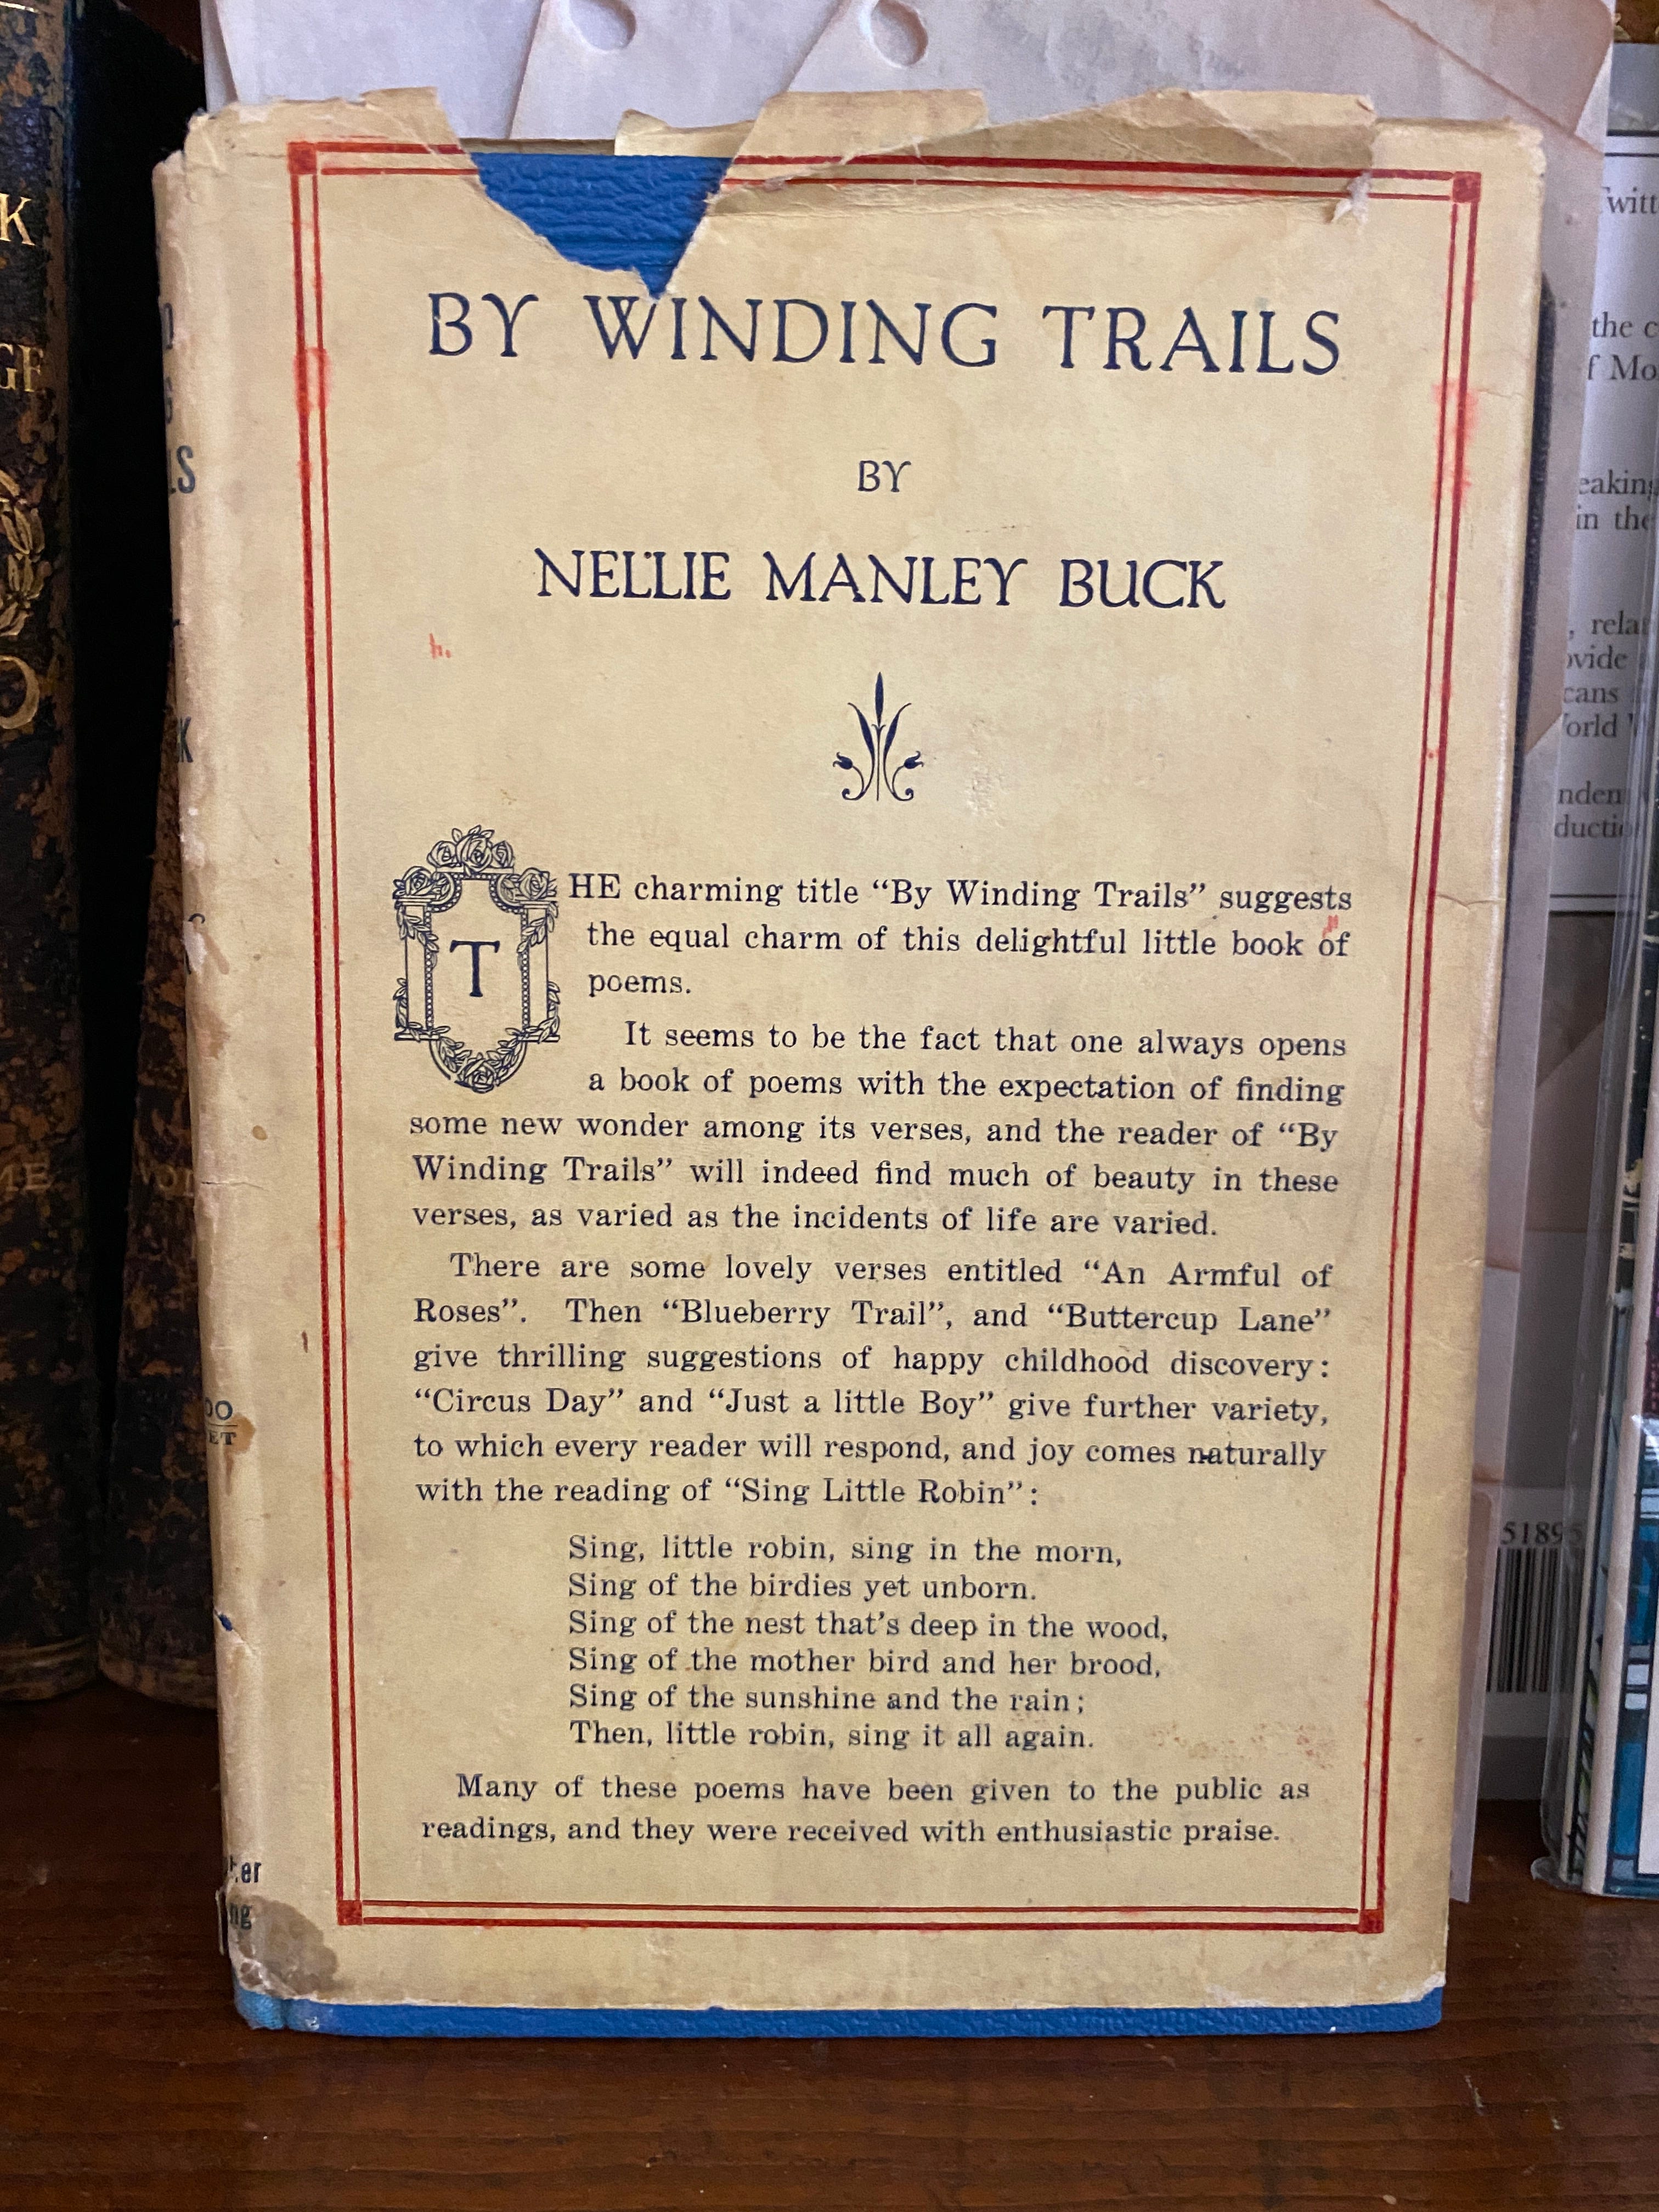 BY WINDING TRAILS
BY
NELLIE MANLEY BUCK
THE charming title “By Winding Trails” suggests
the equal charm of this delightful little book of
poems.
It seems to be the fact that one always opens
a book of poems with the expectation of finding
some new wonder among its verses, and the reader of “By
Winding Trails” will indeed find much of beauty in these
verses, as varied as the incidents of life are varied.
There are some lovely verses entitled “An Armful of
Roses”. Then “Blueberry Trail”, and “Buttercup Lane”
give thrilling suggestions of happy childhood discovery:
“Circus Day” and “Just a little Boy” give further variety,
to which every reader will respond, and joy comes naturally
with the reading of “Sing Little Robin”:
Sing, little robin, sing in the morn,
Sing of the birdies yet unborn.
Sing of the nest that's deep in the wood,
Sing of the mother bird and her brood,
Sing of the sunshine and the rain;
Then, little robin, sing it all again.
Many of these poems have been given to the public as
readings, and they were received with enthusiastic praise.
the
in the
51895